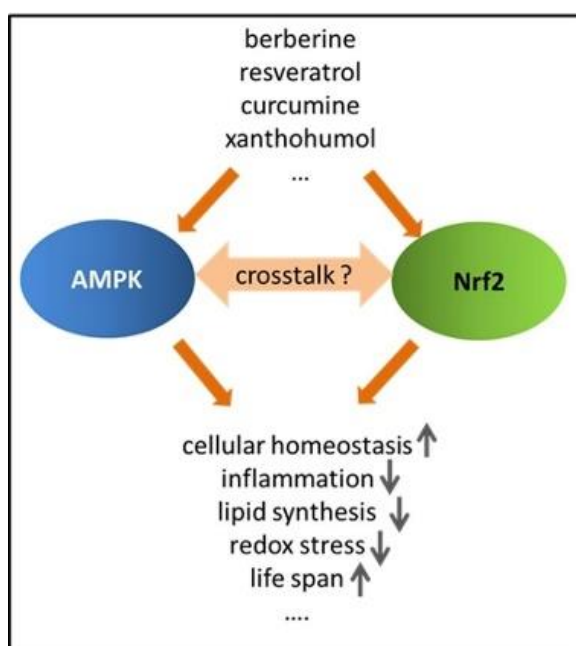 berberine
resveratrol
curcumine
xanthohumol
...
AMPK
crosstalk ?
Nrf2
cellular homeostasis
inflammation
lipid synthesis
redox stress
life span
....